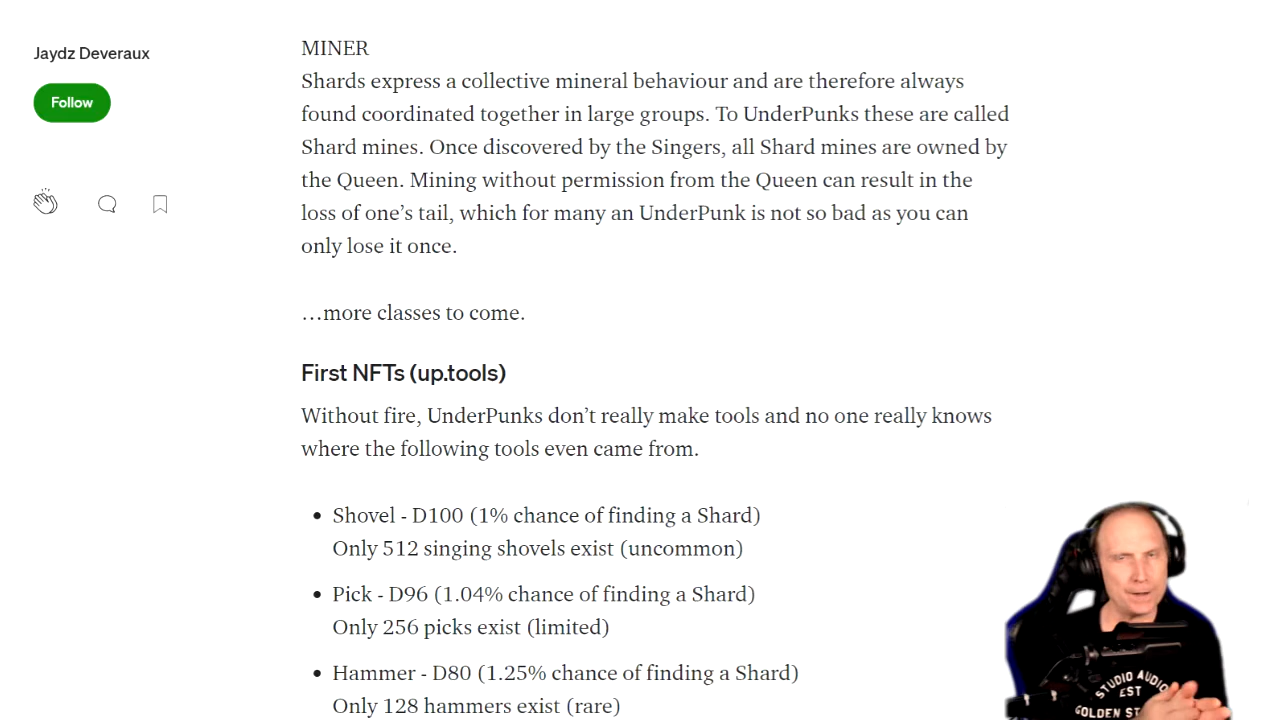 Jaydz Deveraux
Follow
MINER
Shards express a collective mineral behaviour and are therefore always
found coordinated together in large groups. To UnderPunks these are called
Shard mines. Once discovered by the Singers, all Shard mines are owned by
the Queen. Mining without permission from the Queen can result in the
loss of one’s tail, which for many an UnderPunk is not so bad as you can
only lose it once.
…more classes to come.
First NFTs (up.tools)
Without fire, UnderPunks don’t really make tools and no one really knows
where the following tools even came from.
• Shovel - D100 (1% chance of finding a Shard)
Only 512 singing shovels exist (uncommon)
• Pick - D96 (1.04% chance of finding a Shard)
Only 256 picks exist (limited)
• Hammer - D80 (1.25% chance of finding a Shard)
Only 128 hammers exist (rare)
STUDIO AUDIO
EST
GOLDEN ST